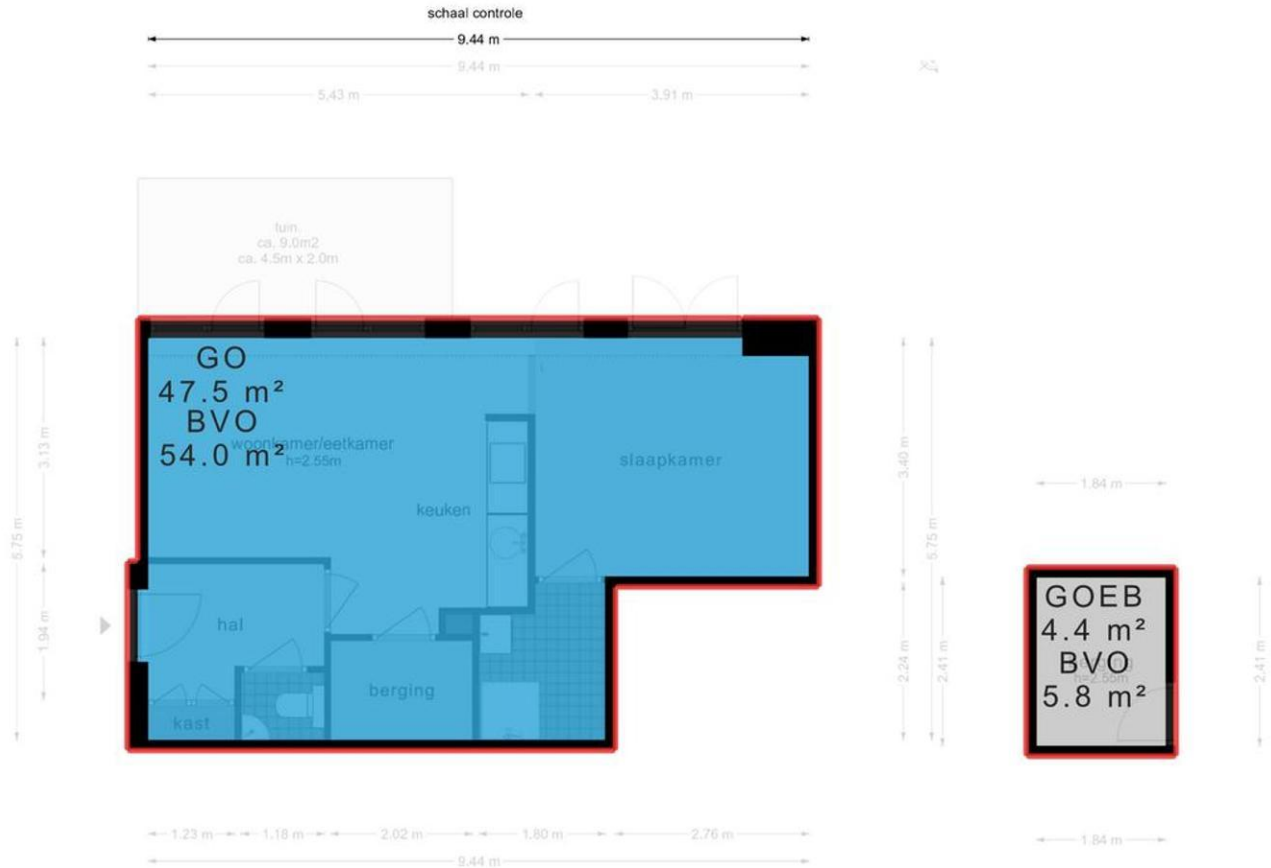 schaal controle
9.44 m
9.44 m
5.43 m
3.91 m
tuin
ca. 9.0m2
ca. 4.5m x 2.0m
GO
47.5 m²
BVO
54.0 m²
woonkamer/eetkamer
h=2.55m
slaapkamer
keuken
hal
berging
kast
5.75 m
3.13 m
1.94 m
3.40 m
5.75 m
2.24 m
2.41 m
1.84 m
GOEB
4.4 m²
BVO
5.8 m²
berging
h=2.55m
2.41 m
1.84 m
1.23 m
1.18 m
2.02 m
1.80 m
2.76 m
9.44 m